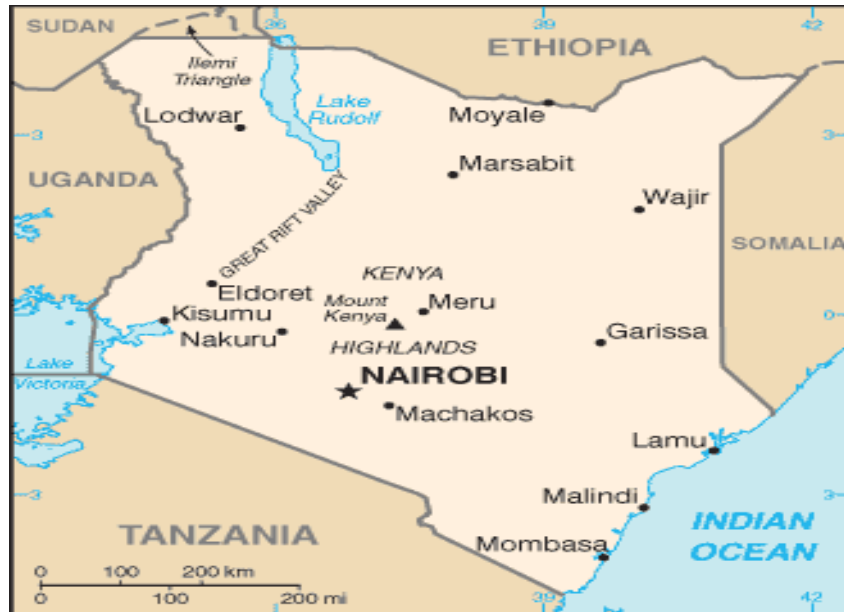 36
39
42
SUDAN
ETHIOPIA
Ilemi
Triangle
Lake
Rudolf
Lodwar
Moyale
3
3
Marsabit
UGANDA
Wajir
GREAT RIFT VALLEY
SOMALIA
KENYA
Eldoret
Mount
Kenya
Meru
Kisumu
0
Nakuru
Garissa
HIGHLANDS
Lake
Victoria
NAIROBI
Machakos
Lamu
3
3
Malindi
INDIAN
OCEAN
TANZANIA
Mombasa
0 100 200 km
0 100 200 mi
39
42